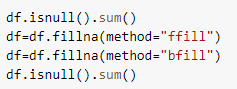 df.isnull().sum()
df=df.fillna(method="ffill")
df=df.fillna(method="bfill")
df.isnull().sum()